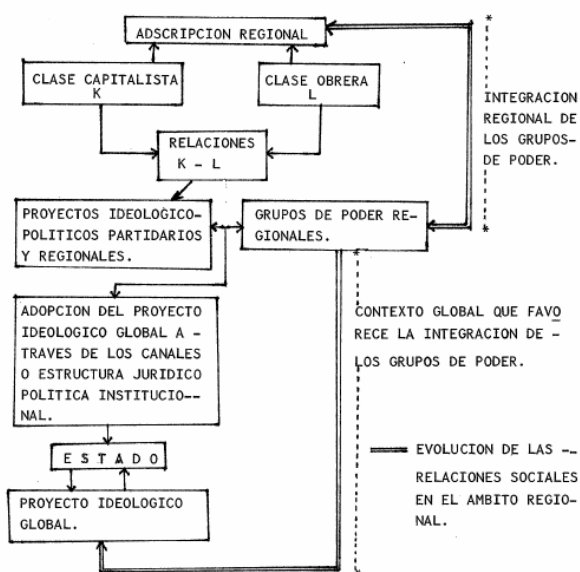 ADSCRIPCION REGIONAL
CLASE CAPITALISTA
K
CLASE OBRERA
L
RELACIONES
K - L
INTEGRACION
REGIONAL DE
LOS GRUPOS-
DE PODER.
PROYECTOS IDEOLOGICO-
POLITICOS PARTIDARIOS
Y REGIONALES.
GRUPOS DE PODER RE-
GIONALES.
ADOPCION DEL PROYECTO
IDEOLOGICO GLOBAL A -
TRAVES DE LOS CANALES
O ESTRUCTURA JURIDICO
POLITICA INSTITUCIO--
NAL.
CONTEXTO GLOBAL QUE FAVO
RECE LA INTEGRACION DE -
LOS GRUPOS DE PODER.
E S T A D O
PROYECTO IDEOLOGICO
GLOBAL.
EVOLUCION DE LAS --
RELACIONES SOCIALES
EN EL AMBITO REGIO-
NAL.